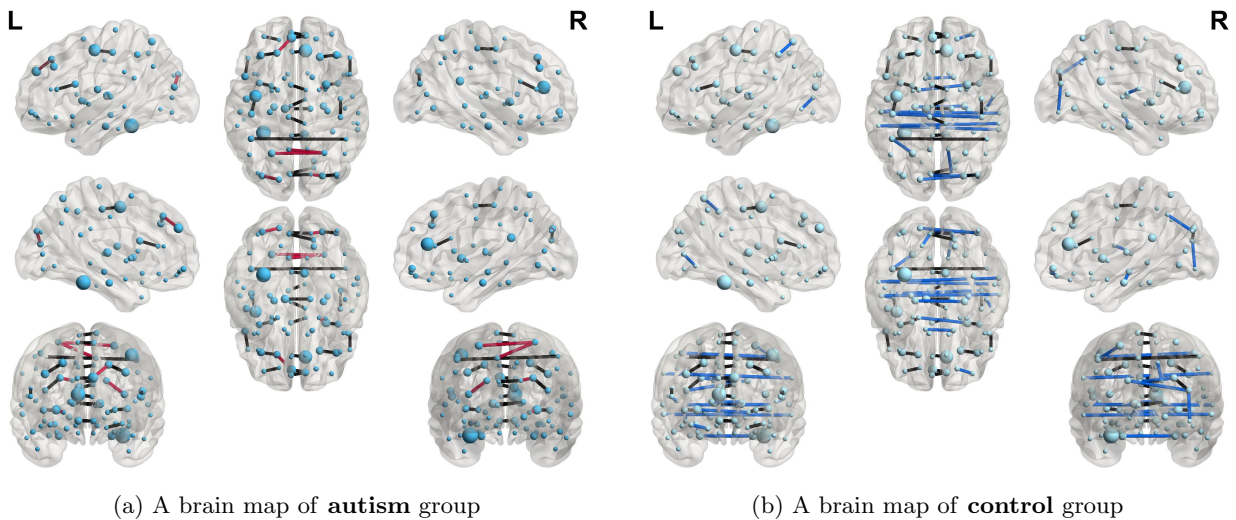 L R L R
(a) A brain map of autism group
(b) A brain map of control group